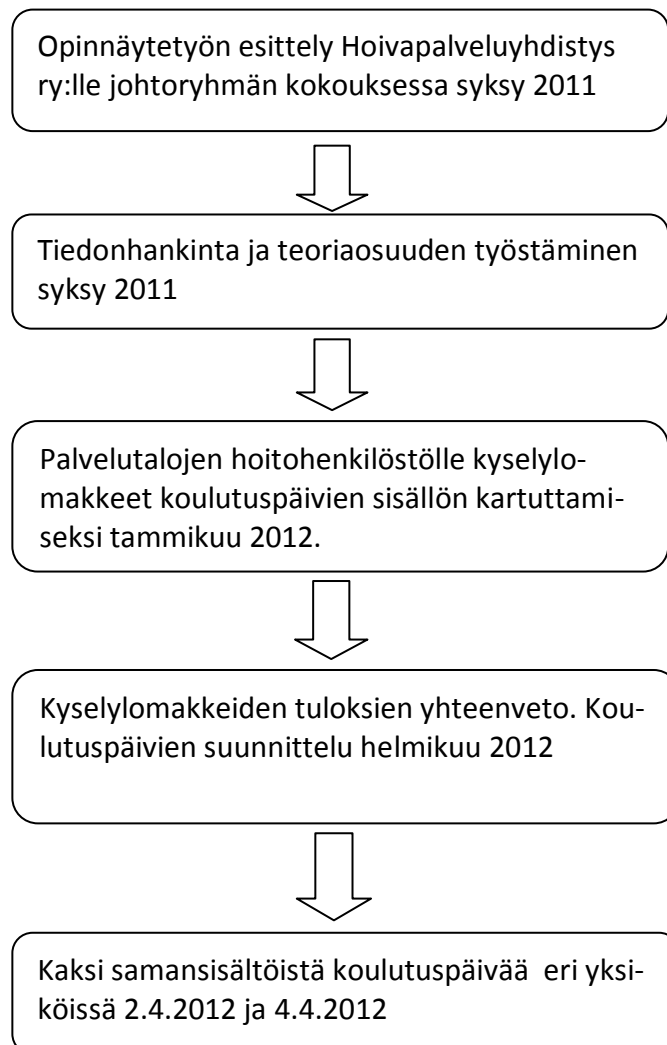 Opinnäytetyön esittely Hoivapalveluyhdistys
ry:lle johtoryhmän kokouksessa syksy 2011
Tiedonhankinta ja teoriaosuuden työstäminen
syksy 2011
Palvelutalojen hoitohenkilöstölle kyselylo-
makkeet koulutuspäivien sisällön kartuttami-
seksi tammikuu 2012.
Kyselylomakkeiden tuloksien yhteenveto. Kou-
lutuspäivien suunnittelu helmikuu 2012
Kaksi samansisältöistä koulutuspäivää  eri yksi-
köissä 2.4.2012 ja 4.4.2012